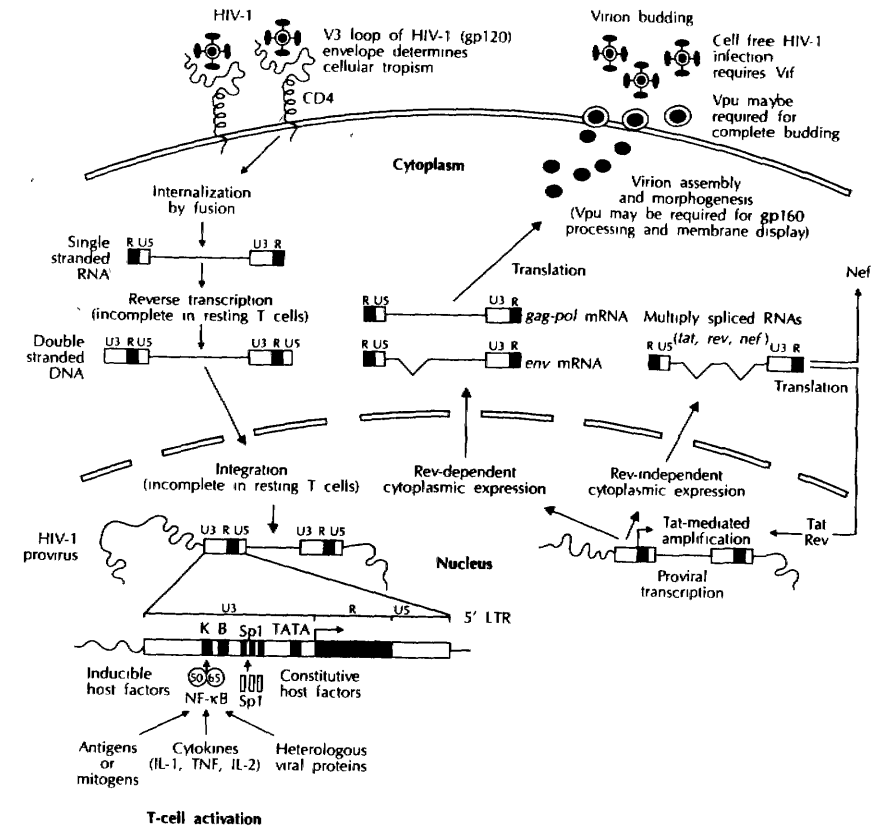 HIV-1
V3 loop of HIV-1 (gp120)
envelope determines
cellular tropism
CD4
Virion budding
Cell free HIV-1
infection
requires Vif
Vpu maybe
required for
complete budding
Cytoplasm
Internalization
by fusion
Virion assembly
and morphogenesis
(Vpu may be required for gp160
processing and membrane display)
Single
stranded
RNA
R U5
U3 R
Reverse transcription
(incomplete in resting T cells)
Double
stranded
DNA
U3 R U5
U3 R U5
Translation
R U5
U3 R
gag-pol mRNA
R U5
U3 R
env mRNA
Nef
Multiply spliced RNAs
(tat, rev, nef)
R U5
U3 R
Translation
Integration
(incomplete in resting T cells)
Rev-dependent
cytoplasmic expression
Rev-independent
cytoplasmic expression
HIV-1
provirus
U3 R U5
U3 R U5
Nucleus
Tat-mediated
amplification
Tat
Rev
Proviral
transcription
U3
R
U5
5' LTR
K B Sp1 TATA
Inducible
host factors
50 65
NF-κB
Sp1
Constitutive
host factors
Antigens
or
mitogens
Cytokines
(IL-1, TNF, IL-2)
Heterologous
viral proteins
T-cell activation